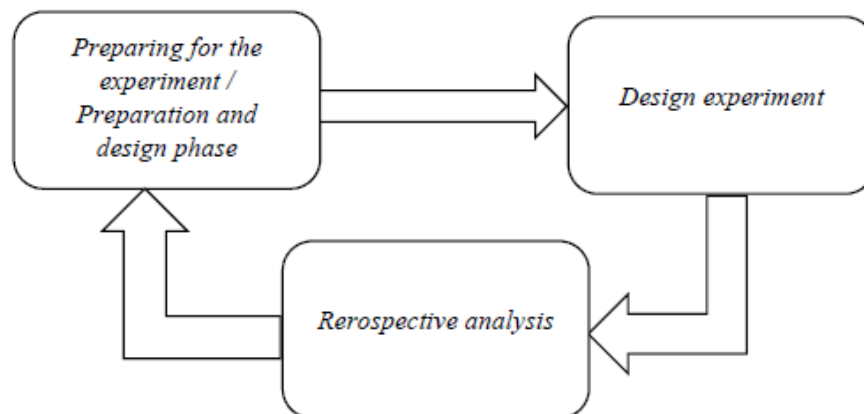 Preparing for the
experiment /
Preparation and
design phase
Design experiment
Rerospective analysis